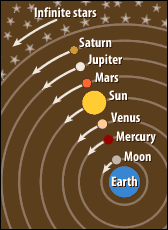 Infinite stars
Saturn
Jupiter
Mars
Sun
Venus
Mercury
Moon
Earth